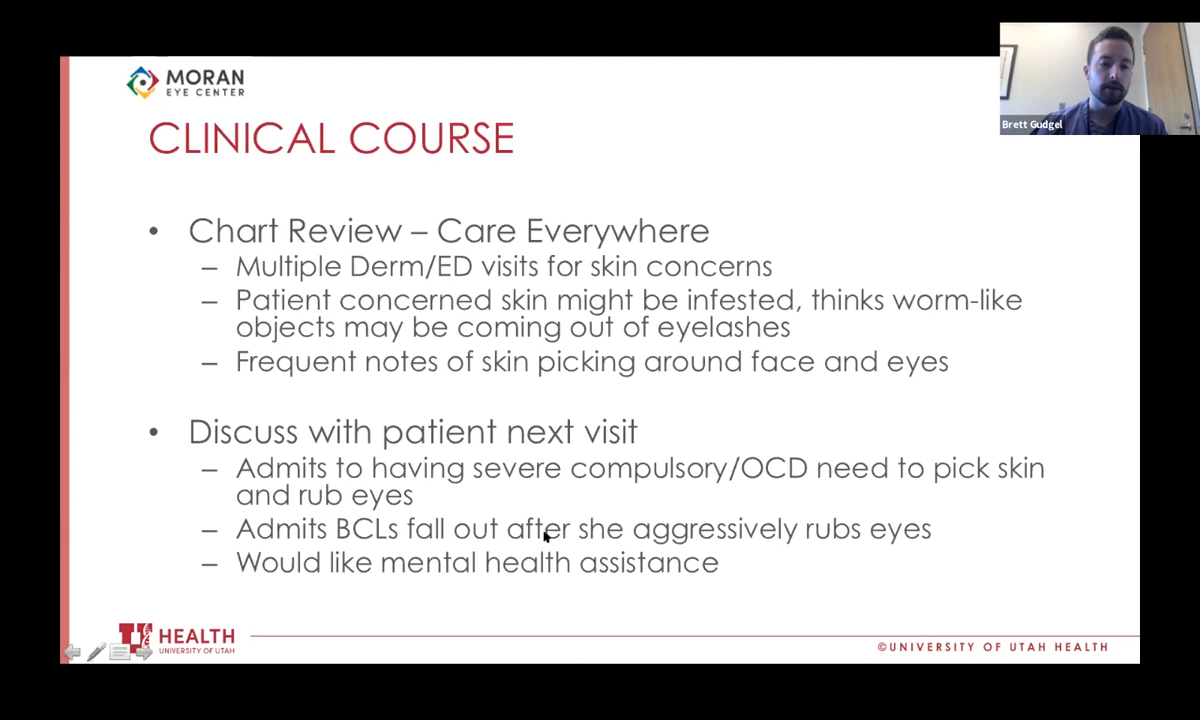 MORAN
EYE CENTER
Brett Gudgel
CLINICAL COURSE
• Chart Review – Care Everywhere
– Multiple Derm/ED visits for skin concerns
– Patient concerned skin might be infested, thinks worm-like
objects may be coming out of eyelashes
– Frequent notes of skin picking around face and eyes
• Discuss with patient next visit
– Admits to having severe compulsory/OCD need to pick skin
and rub eyes
– Admits BCLs fall out after she aggressively rubs eyes
– Would like mental health assistance
U HEALTH
UNIVERSITY OF UTAH
©UNIVERSITY OF UTAH HEALTH